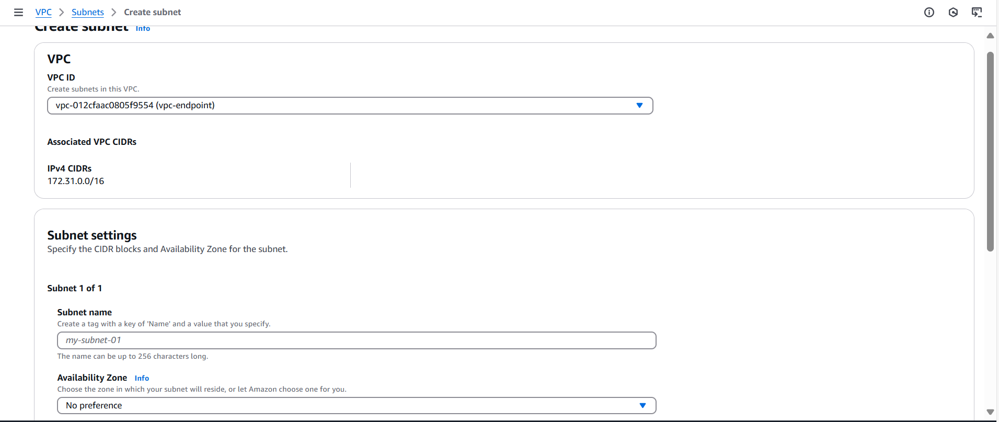 VPC > Subnets > Create subnet
Create subnet Info
VPC
VPC ID
Create subnets in this VPC.
vpc-012cfaac0805f9554 (vpc-endpoint)
Associated VPC CIDRs
IPv4 CIDRs
172.31.0.0/16
Subnet settings
Specify the CIDR blocks and Availability Zone for the subnet.
Subnet 1 of 1
Subnet name
Create a tag with a key of 'Name' and a value that you specify.
my-subnet-01
The name can be up to 256 characters long.
Availability Zone Info
Choose the zone in which your subnet will reside, or let Amazon choose one for you.
No preference